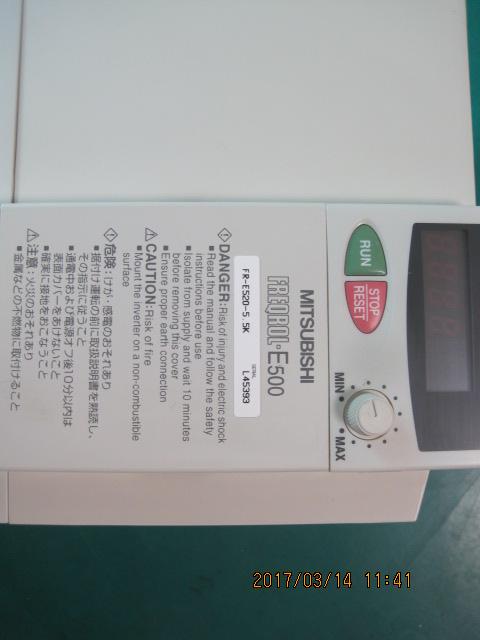 RUN
STOP
RESET
MIN
MAX
MITSUBISHI
FREQROL-E500
FR-E520-5.5K
SERIAL
L45393
DANGER:Risk of injury and electric shock
■Read the manual and follow the safety
instructions before use
■Isolate from supply and wait 10 minutes
before removing this cover
■Ensure proper earth connection
CAUTION:Risk of fire
■Mount the inverter on a non-combustible
surface
危険:けが・感電のおそれあり
■据付け運転の前に取扱説明書を熟読し、
その指示に従うこと
■通電中および電源オフ後10分以内は
表面カバーをあけないこと
■確実に接地をおこなうこと
注意:火災のおそれあり
■金属などの不燃物に取付けること
2017/03/14 11:41